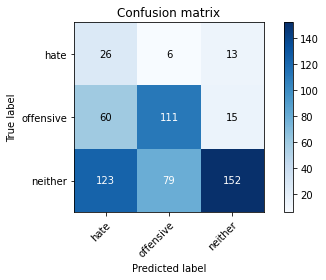 Confusion matrix
True label
hate 26 6 13
offensive 60 111 15
neither 123 79 152
hate offensive neither
Predicted label
140
120
100
80
60
40
20